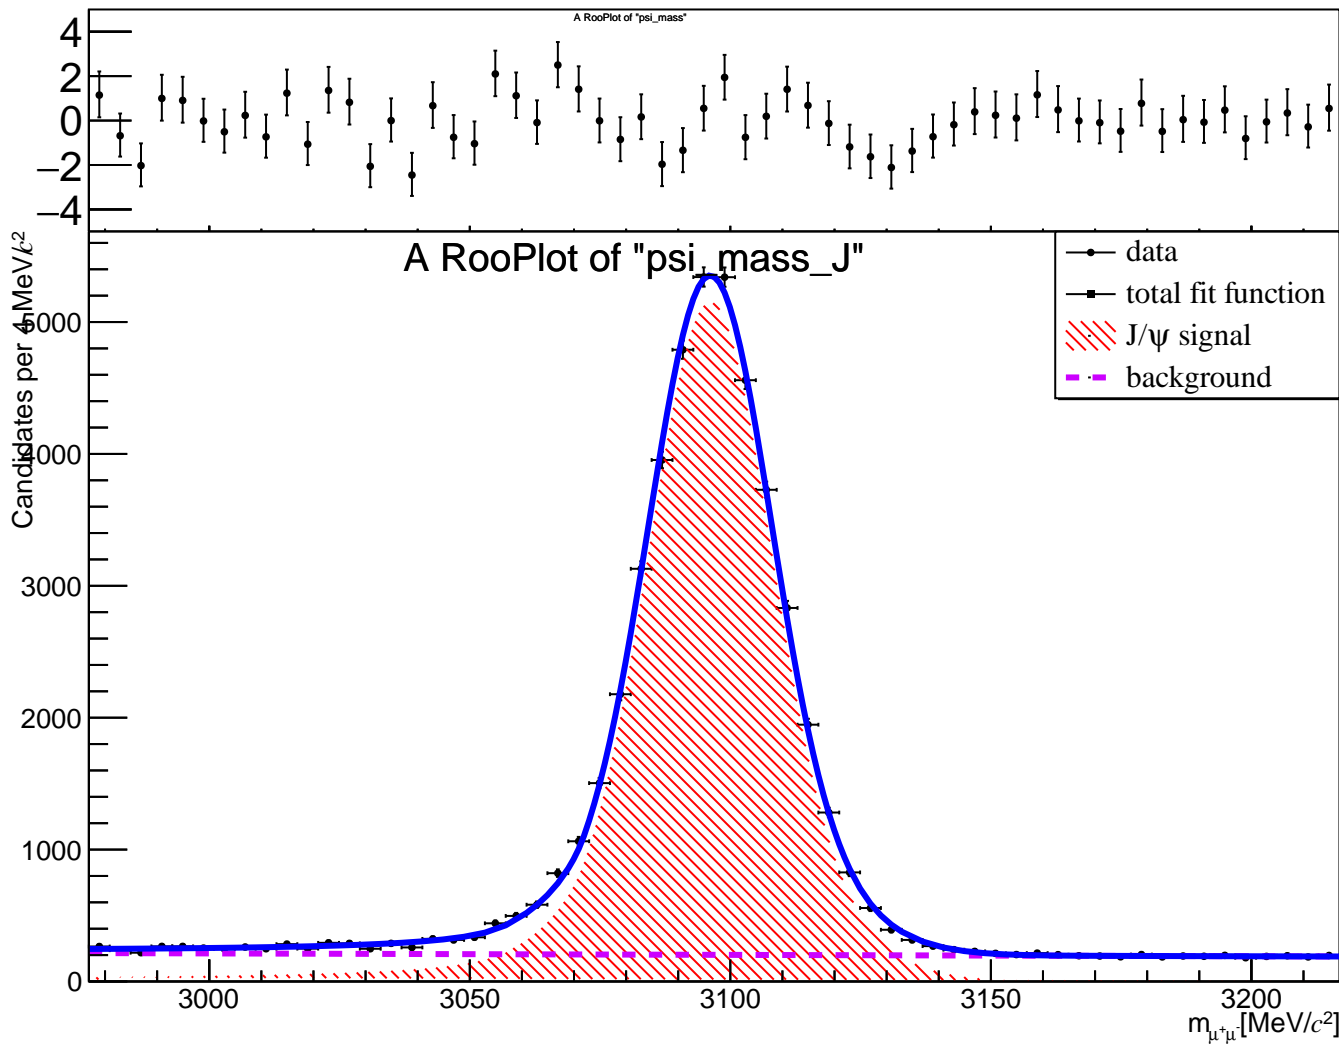 A RooPlot of "psi_mass"
4
2
0
−2
−4
A RooPlot of "psi_mass_J"
data
total fit function
J/ψ signal
background
Candidates per 4 MeV/c²
5000
4000
3000
2000
1000
0
3000
3050
3100
3150
3200
m_μ⁺μ⁻[MeV/c²]